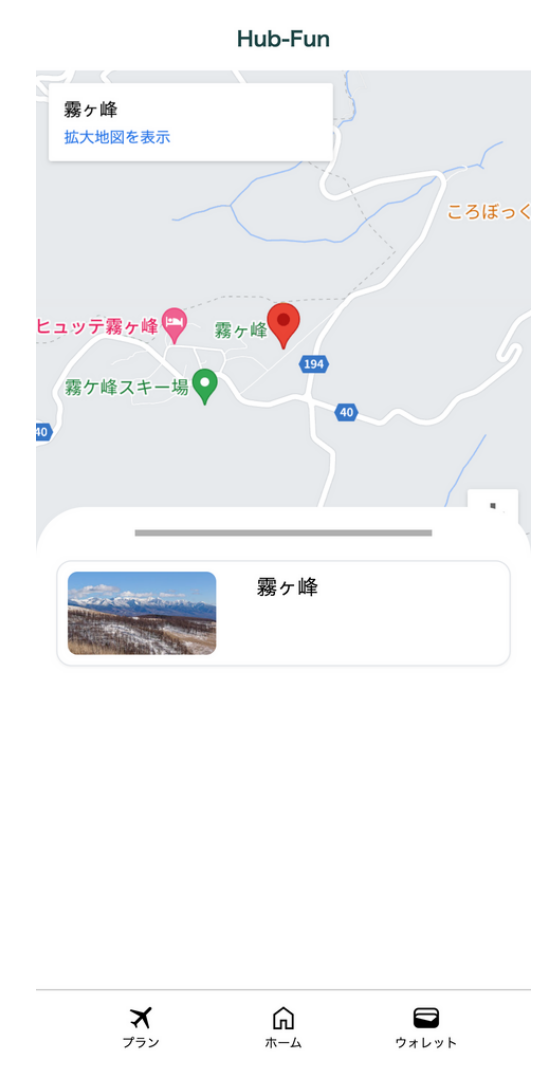 Hub-Fun
霧ヶ峰
拡大地図を表示
ころぼっく
ヒュッテ霧ヶ峰
霧ヶ峰
194
霧ケ峰スキー場
40
40
霧ヶ峰
プラン
ホーム
ウォレット